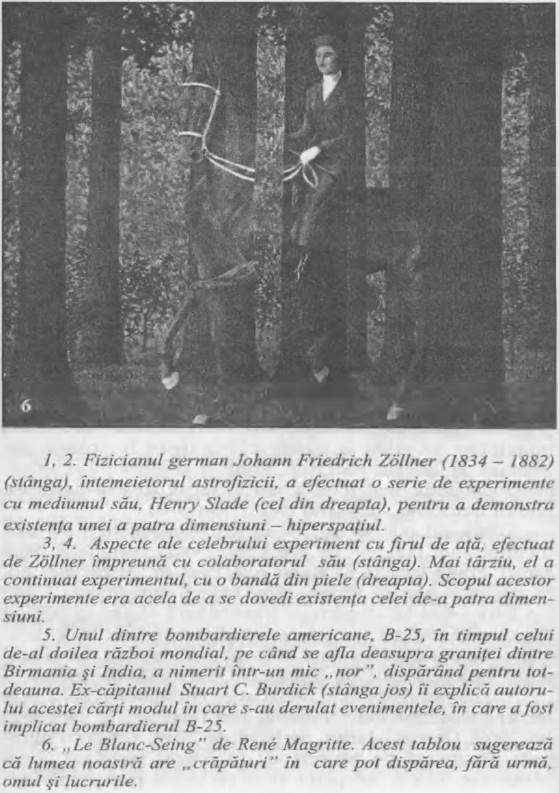 6
1, 2. Fizicianul german Johann Friedrich Zöllner (1834 – 1882)
(stânga), întemeietorul astrofizicii, a efectuat o serie de experimente
cu mediumul său, Henry Slade (cel din dreapta), pentru a demonstra
existența unei a patra dimensiuni – hiperspațiul.
3, 4. Aspecte ale celebrului experiment cu firul de ață, efectuat
de Zöllner împreună cu colaboratorul său (stânga). Mai târziu, el a
continuat experimentul, cu o bandă din piele (dreapta). Scopul acestor
experimente era acela de a se dovedi existența celei de-a patra dimen-
siuni.
5, Unul dintre bombardierele americane, B-25, în timpul celui
de-al doilea război mondial, pe când se afla deasupra graniței dintre
Birmania și India, a nimerit într-un mic „nor”, dispărând pentru tot-
deauna. Ex-căpitanul Stuart C. Burdick (stânga jos) îi explică autoru-
lui acestei cărți modul în care s-au derulat evenimentele, în care a fost
implicat bombardierul B-25.
6. „Le Blanc-Seing” de René Magritte. Acest tablou sugerează
că lumea noastră are „crăpături” în care pot dispărea, fără urmă,
omul și lucrurile.